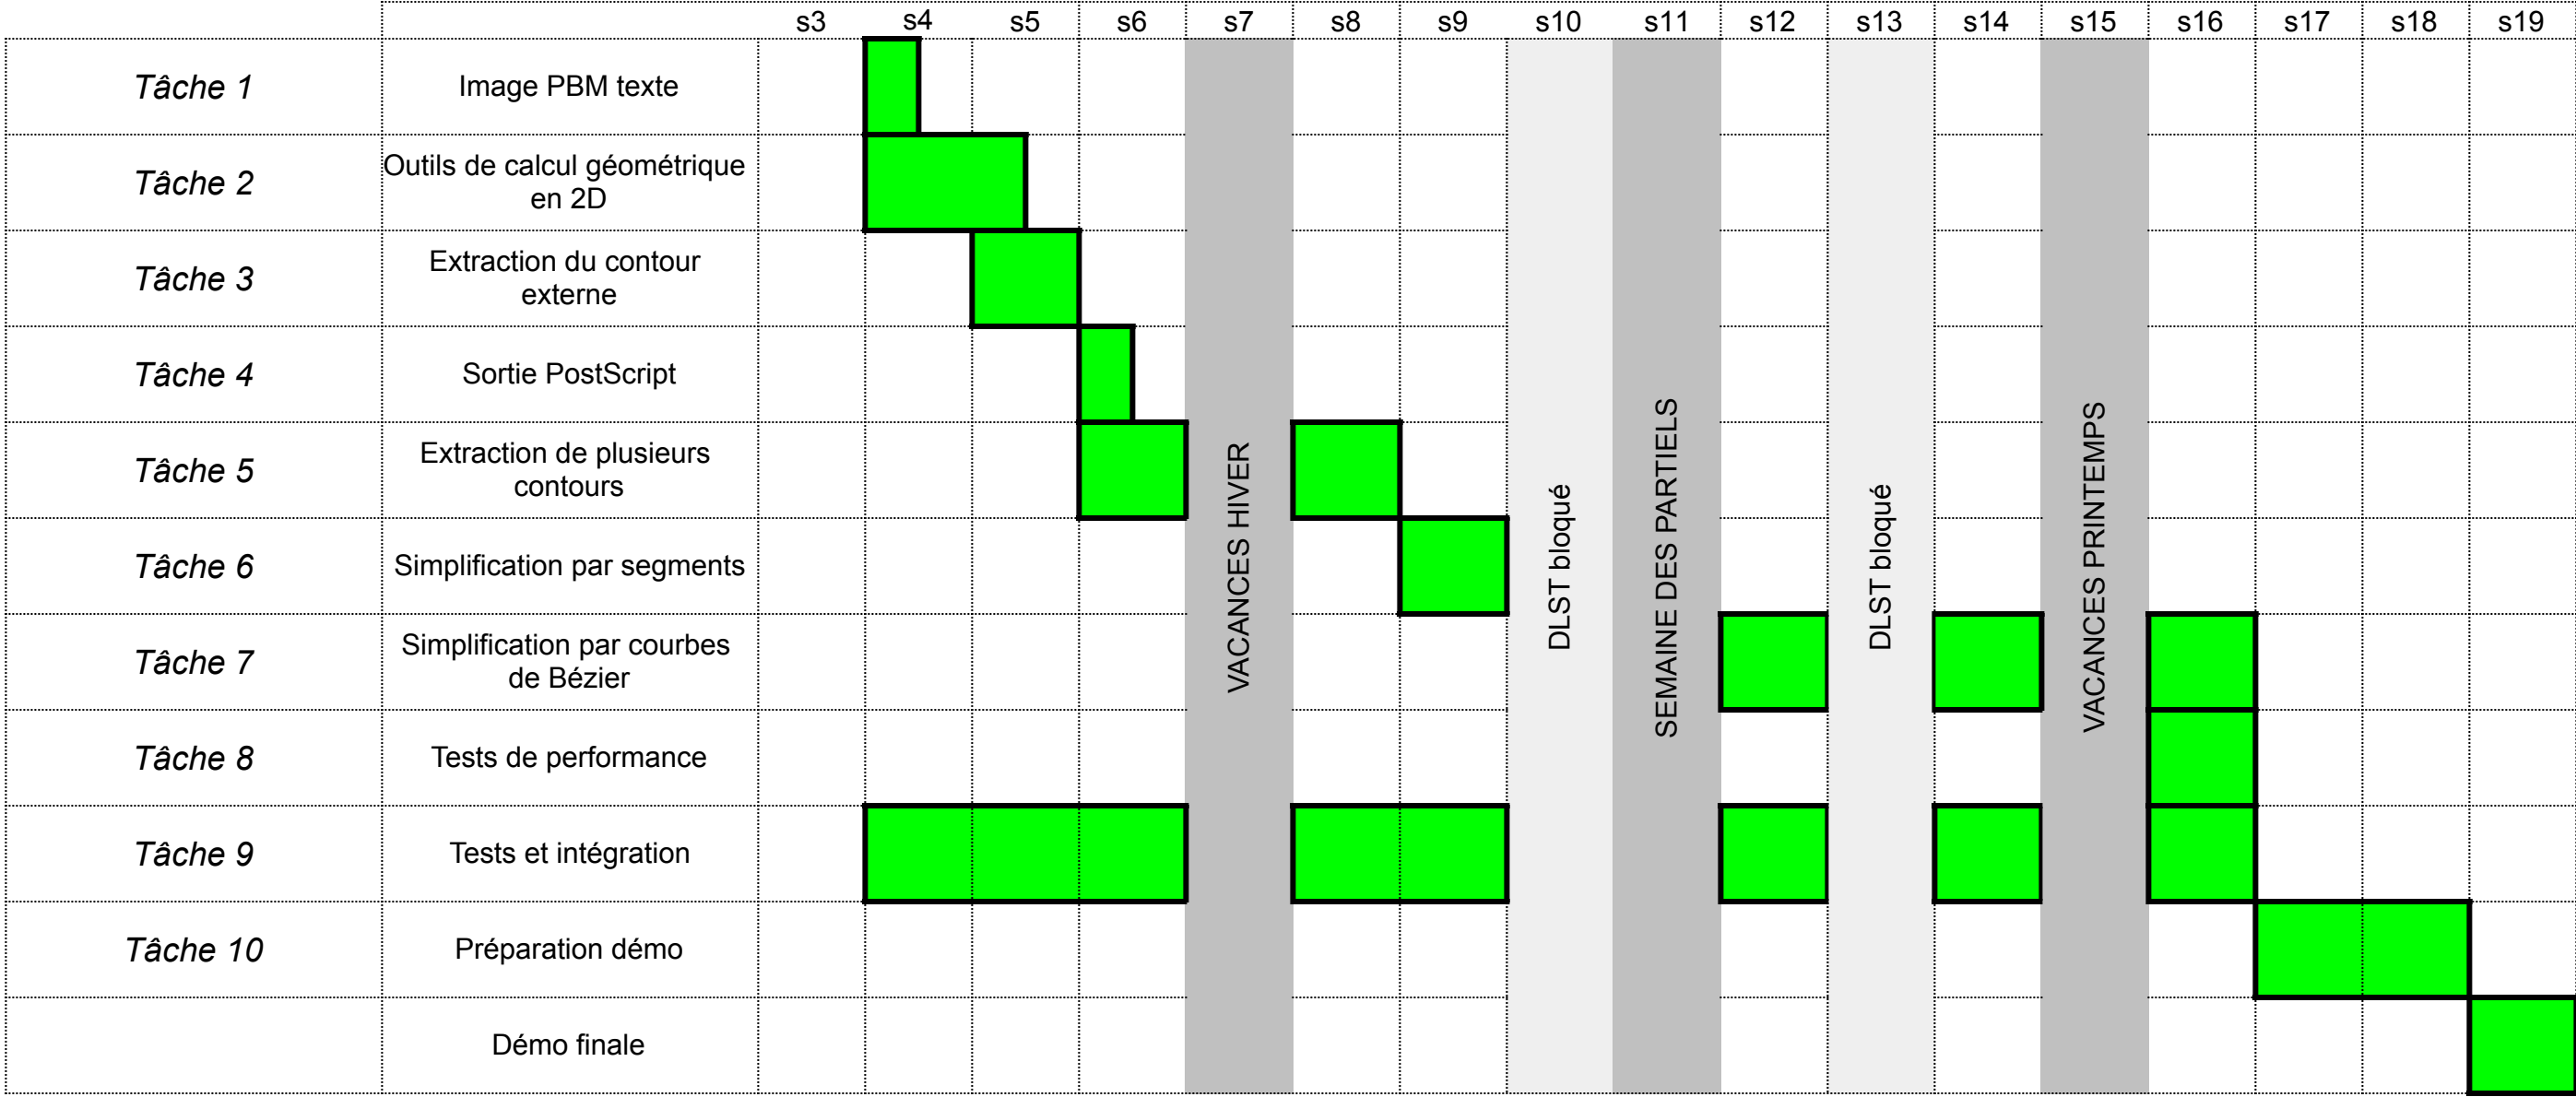 s3 s4 s5 s6 s7 s8 s9 s10 s11 s12 s13 s14 s15 s16 s17 s18 s19
Tâche 1 Image PBM texte
Tâche 2 Outils de calcul géométrique
en 2D
Tâche 3 Extraction du contour
externe
Tâche 4 Sortie PostScript
Tâche 5 Extraction de plusieurs
contours
Tâche 6 Simplification par segments
Tâche 7 Simplification par courbes
de Bézier
Tâche 8 Tests de performance
Tâche 9 Tests et intégration
Tâche 10 Préparation démo
Démo finale
VACANCES HIVER
DLST bloqué
SEMAINE DES PARTIELS
DLST bloqué
VACANCES PRINTEMPS